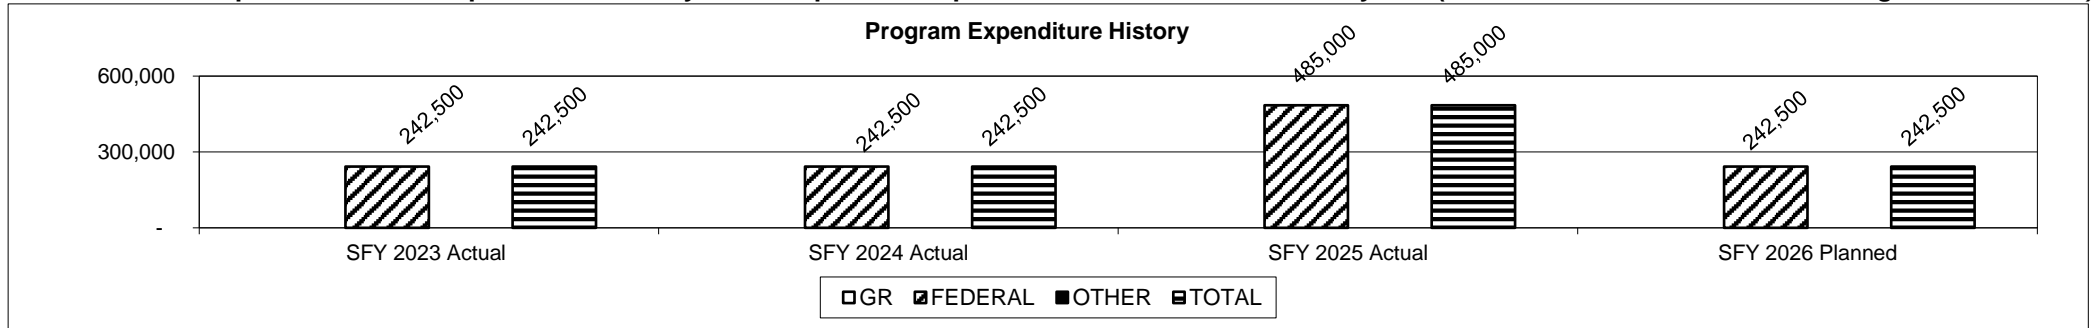 Program Expenditure History
485,000 485,000
600,000
242,500 242,500 242,500 242,500 242,500 242,500
300,000
-
SFY 2023 Actual SFY 2024 Actual SFY 2025 Actual SFY 2026 Planned
GR FEDERAL OTHER TOTAL